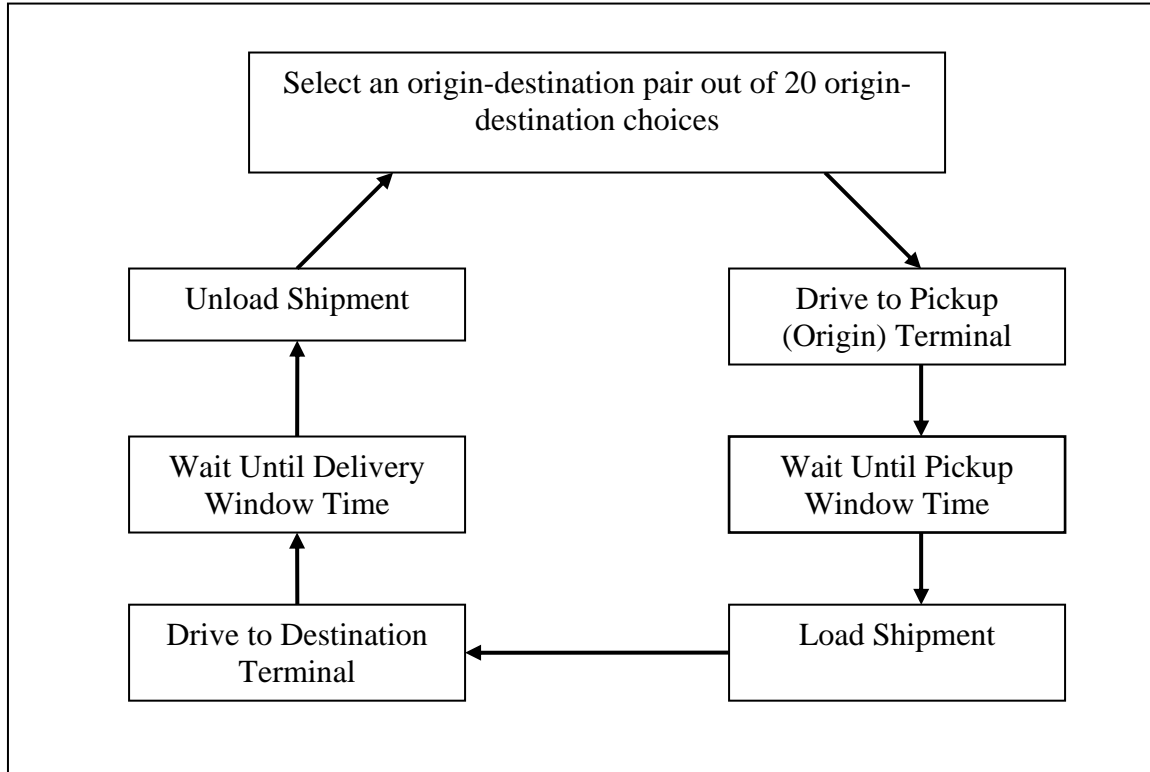 Select an origin-destination pair out of 20 origin-
destination choices
Unload Shipment
Drive to Pickup
(Origin) Terminal
Wait Until Delivery
Window Time
Wait Until Pickup
Window Time
Drive to Destination
Terminal
Load Shipment